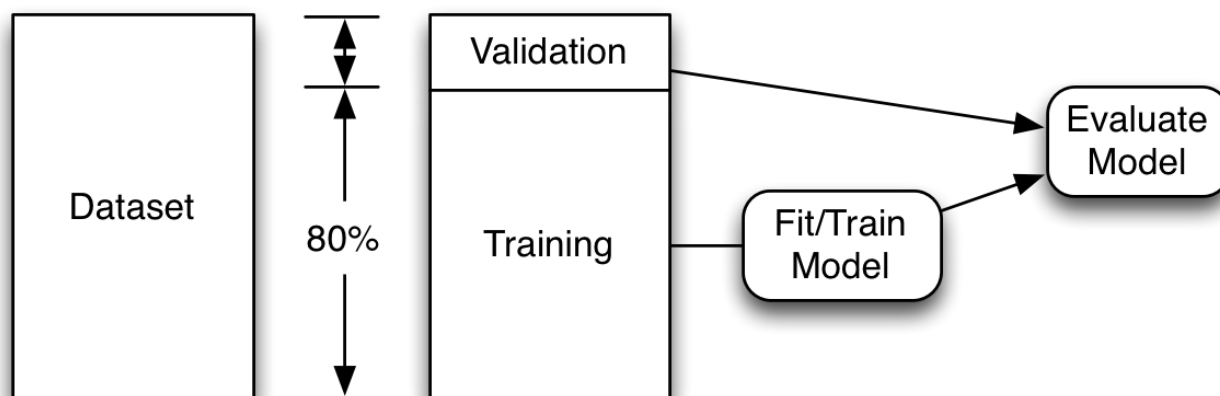 Dataset
80%
Validation
Training
Fit/Train
Model
Evaluate
Model